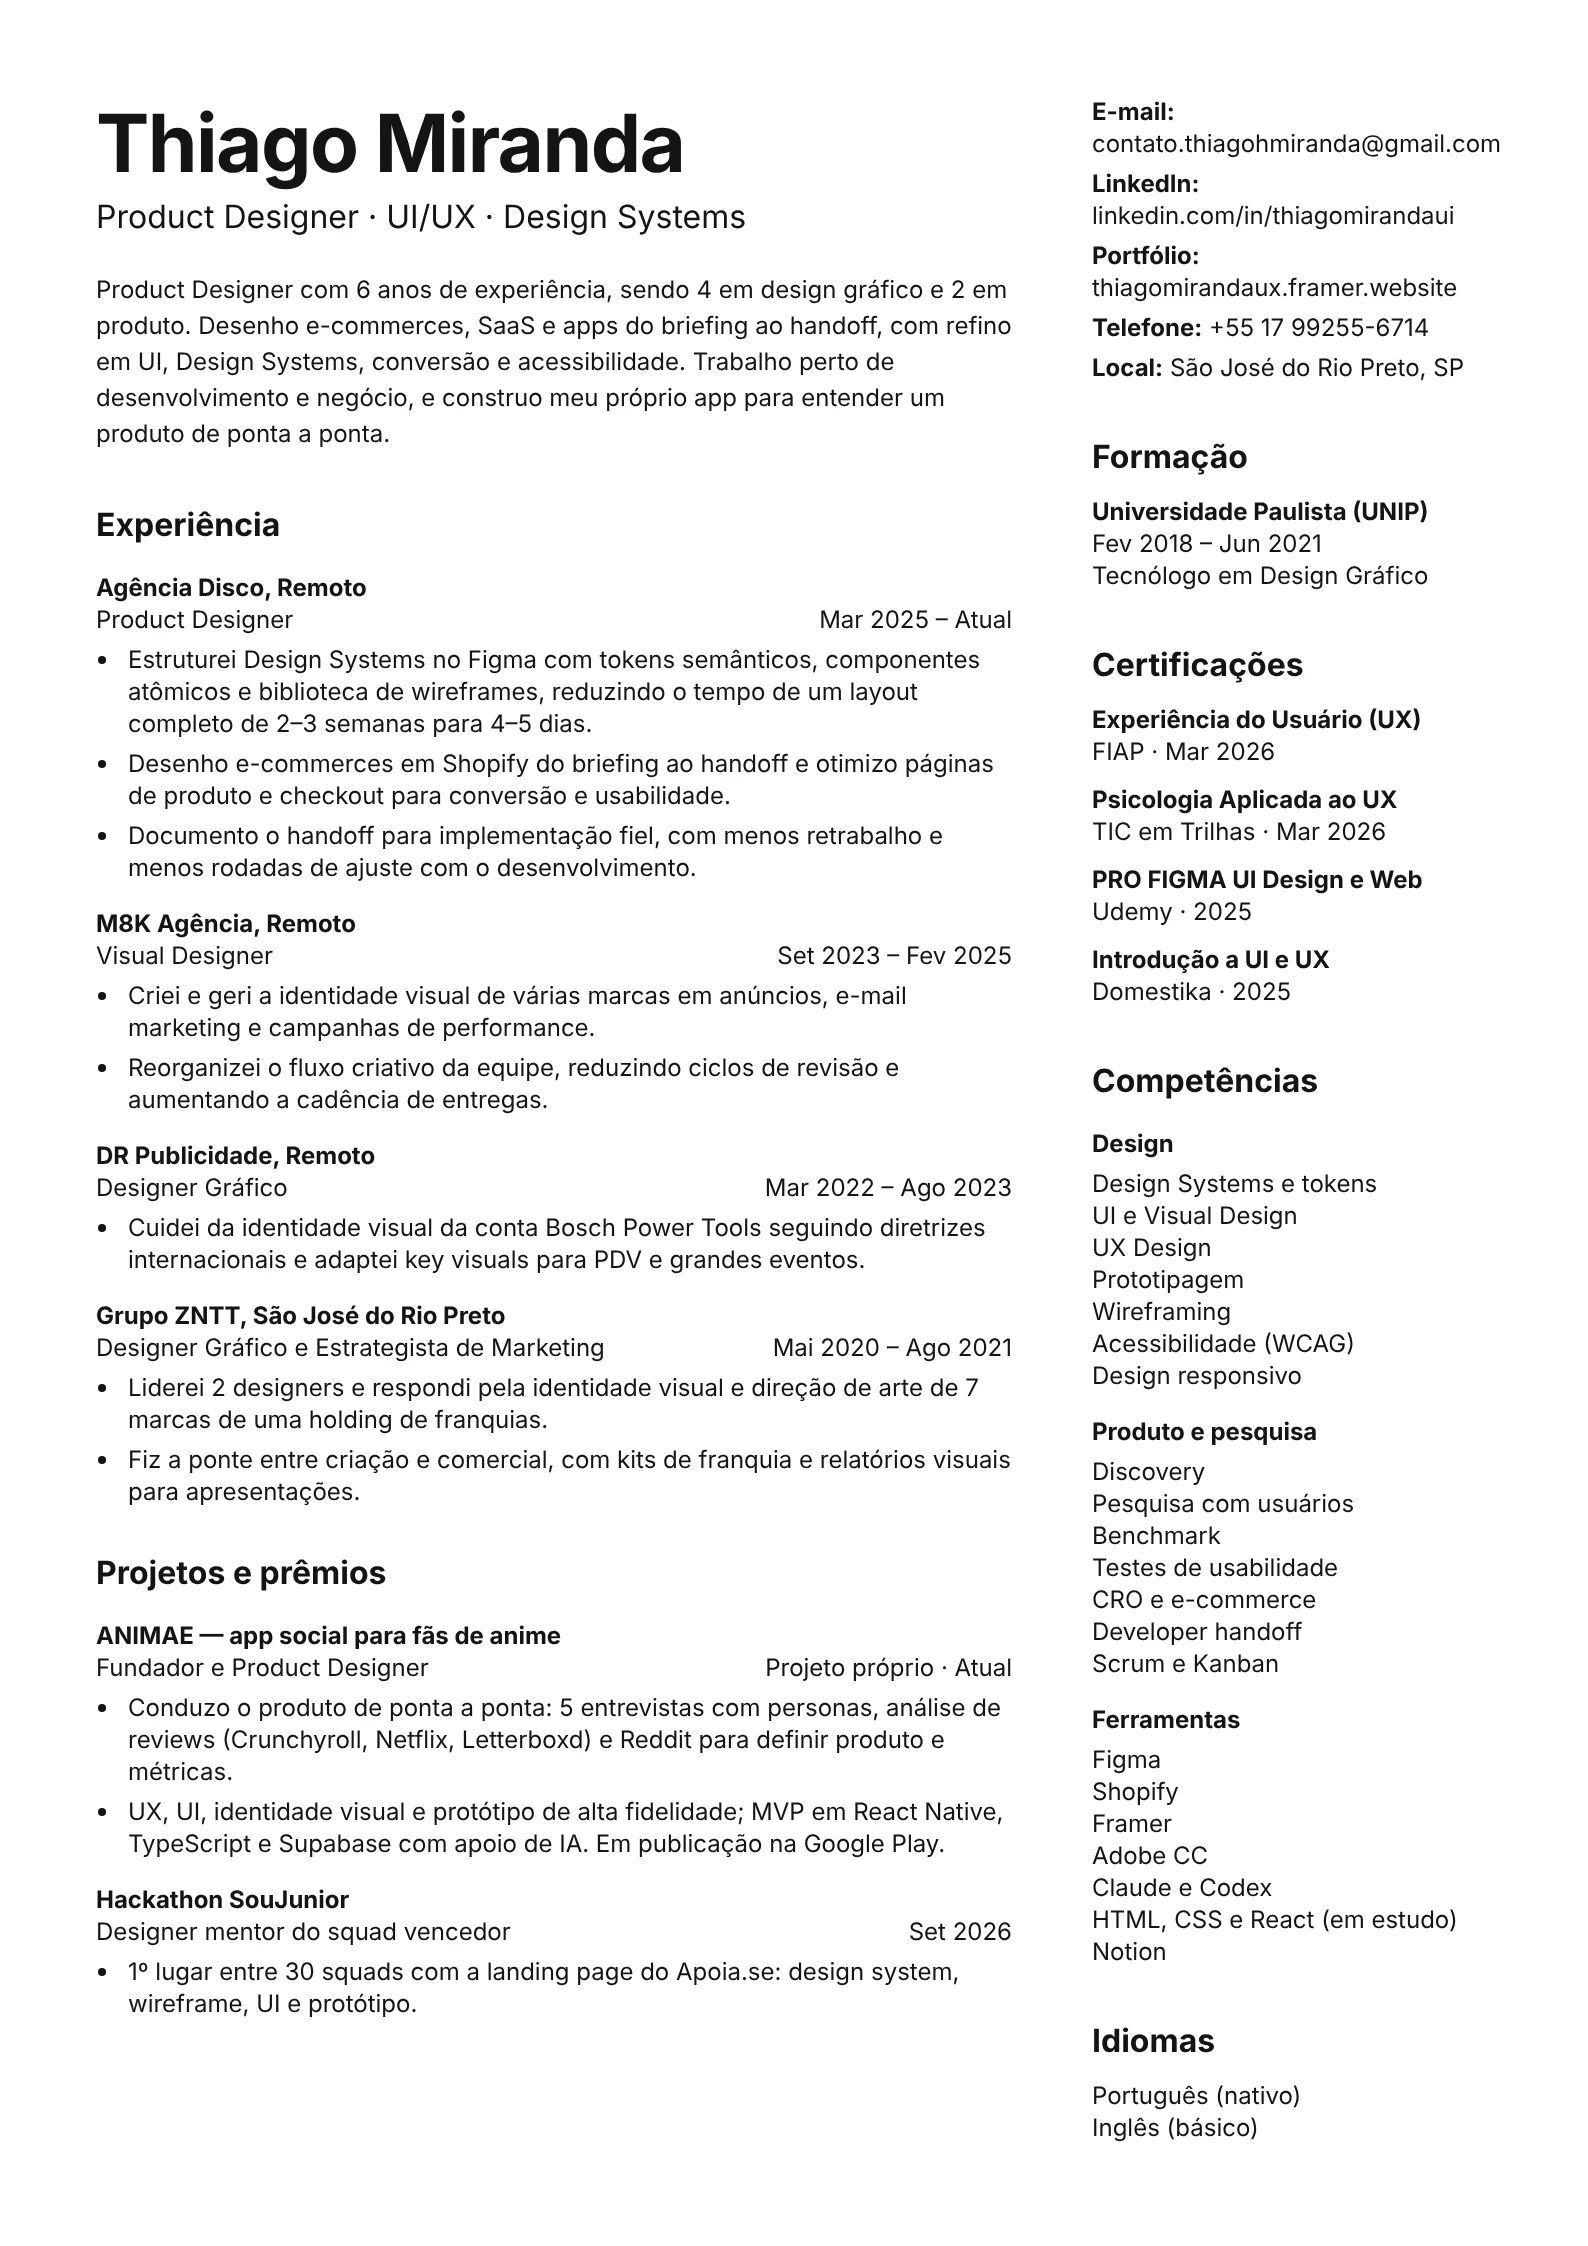 Thiago Miranda
Product Designer · UI/UX · Design Systems
Product Designer com 6 anos de experiência, sendo 4 em design gráfico e 2 em
produto. Desenho e-commerces, SaaS e apps do briefing ao handoff, com refino
em UI, Design Systems, conversão e acessibilidade. Trabalho perto de
desenvolvimento e negócio, e construo meu próprio app para entender um
produto de ponta a ponta.
Experiência
Agência Disco, Remoto
Product Designer Mar 2025 – Atual
• Estruturei Design Systems no Figma com tokens semânticos, componentes
atômicos e biblioteca de wireframes, reduzindo o tempo de um layout
completo de 2–3 semanas para 4–5 dias.
• Desenho e-commerces em Shopify do briefing ao handoff e otimizo páginas
de produto e checkout para conversão e usabilidade.
• Documento o handoff para implementação fiel, com menos retrabalho e
menos rodadas de ajuste com o desenvolvimento.
M8K Agência, Remoto
Visual Designer Set 2023 – Fev 2025
• Criei e geri a identidade visual de várias marcas em anúncios, e-mail
marketing e campanhas de performance.
• Reorganizei o fluxo criativo da equipe, reduzindo ciclos de revisão e
aumentando a cadência de entregas.
DR Publicidade, Remoto
Designer Gráfico Mar 2022 – Ago 2023
• Cuidei da identidade visual da conta Bosch Power Tools seguindo diretrizes
internacionais e adaptei key visuals para PDV e grandes eventos.
Grupo ZNTT, São José do Rio Preto
Designer Gráfico e Estrategista de Marketing Mai 2020 – Ago 2021
• Liderei 2 designers e respondi pela identidade visual e direção de arte de 7
marcas de uma holding de franquias.
• Fiz a ponte entre criação e comercial, com kits de franquia e relatórios visuais
para apresentações.
Projetos e prêmios
ANIMAE — app social para fãs de anime
Fundador e Product Designer Projeto próprio · Atual
• Conduzo o produto de ponta a ponta: 5 entrevistas com personas, análise de
reviews (Crunchyroll, Netflix, Letterboxd) e Reddit para definir produto e
métricas.
• UX, UI, identidade visual e protótipo de alta fidelidade; MVP em React Native,
TypeScript e Supabase com apoio de IA. Em publicação na Google Play.
Hackathon SouJunior
Designer mentor do squad vencedor Set 2026
• 1º lugar entre 30 squads com a landing page do Apoia.se: design system,
wireframe, UI e protótipo.
E-mail:
contato.thiagohmiranda@gmail.com
LinkedIn:
linkedin.com/in/thiagomirandaui
Portfólio:
thiagomirandaux.framer.website
Telefone: +55 17 99255-6714
Local: São José do Rio Preto, SP
Formação
Universidade Paulista (UNIP)
Fev 2018 – Jun 2021
Tecnólogo em Design Gráfico
Certificações
Experiência do Usuário (UX)
FIAP · Mar 2026
Psicologia Aplicada ao UX
TIC em Trilhas · Mar 2026
PRO FIGMA UI Design e Web
Udemy · 2025
Introdução a UI e UX
Domestika · 2025
Competências
Design
Design Systems e tokens
UI e Visual Design
UX Design
Prototipagem
Wireframing
Acessibilidade (WCAG)
Design responsivo
Produto e pesquisa
Discovery
Pesquisa com usuários
Benchmark
Testes de usabilidade
CRO e e-commerce
Developer handoff
Scrum e Kanban
Ferramentas
Figma
Shopify
Framer
Adobe CC
Claude e Codex
HTML, CSS e React (em estudo)
Notion
Idiomas
Português (nativo)
Inglês (básico)